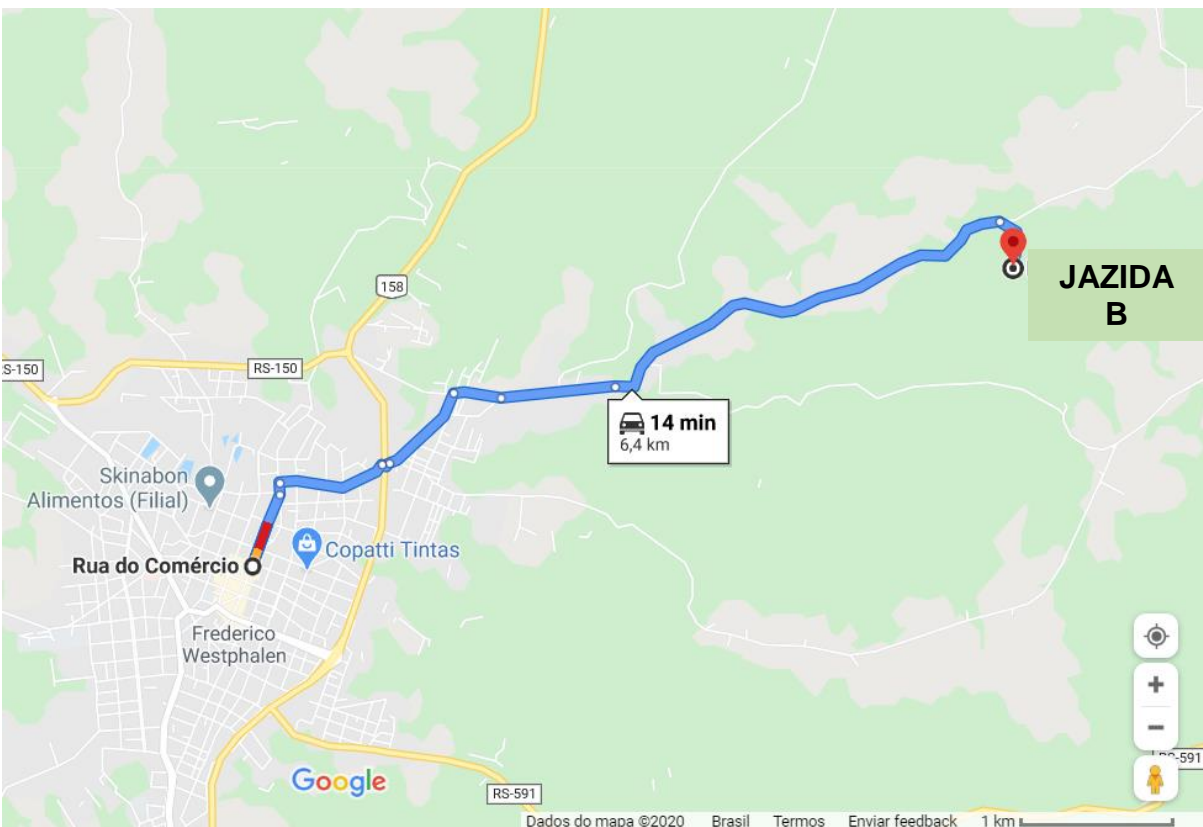 158
JAZIDA
B
S-150
RS-150
14 min
6,4 km
Skinabon
Alimentos (Filial)
Copatti Tintas
Rua do Comércio
Frederico
Westphalen
Google
RS-591
-591
Dados do mapa ©2020 Brasil Termos Enviar feedback 1 km